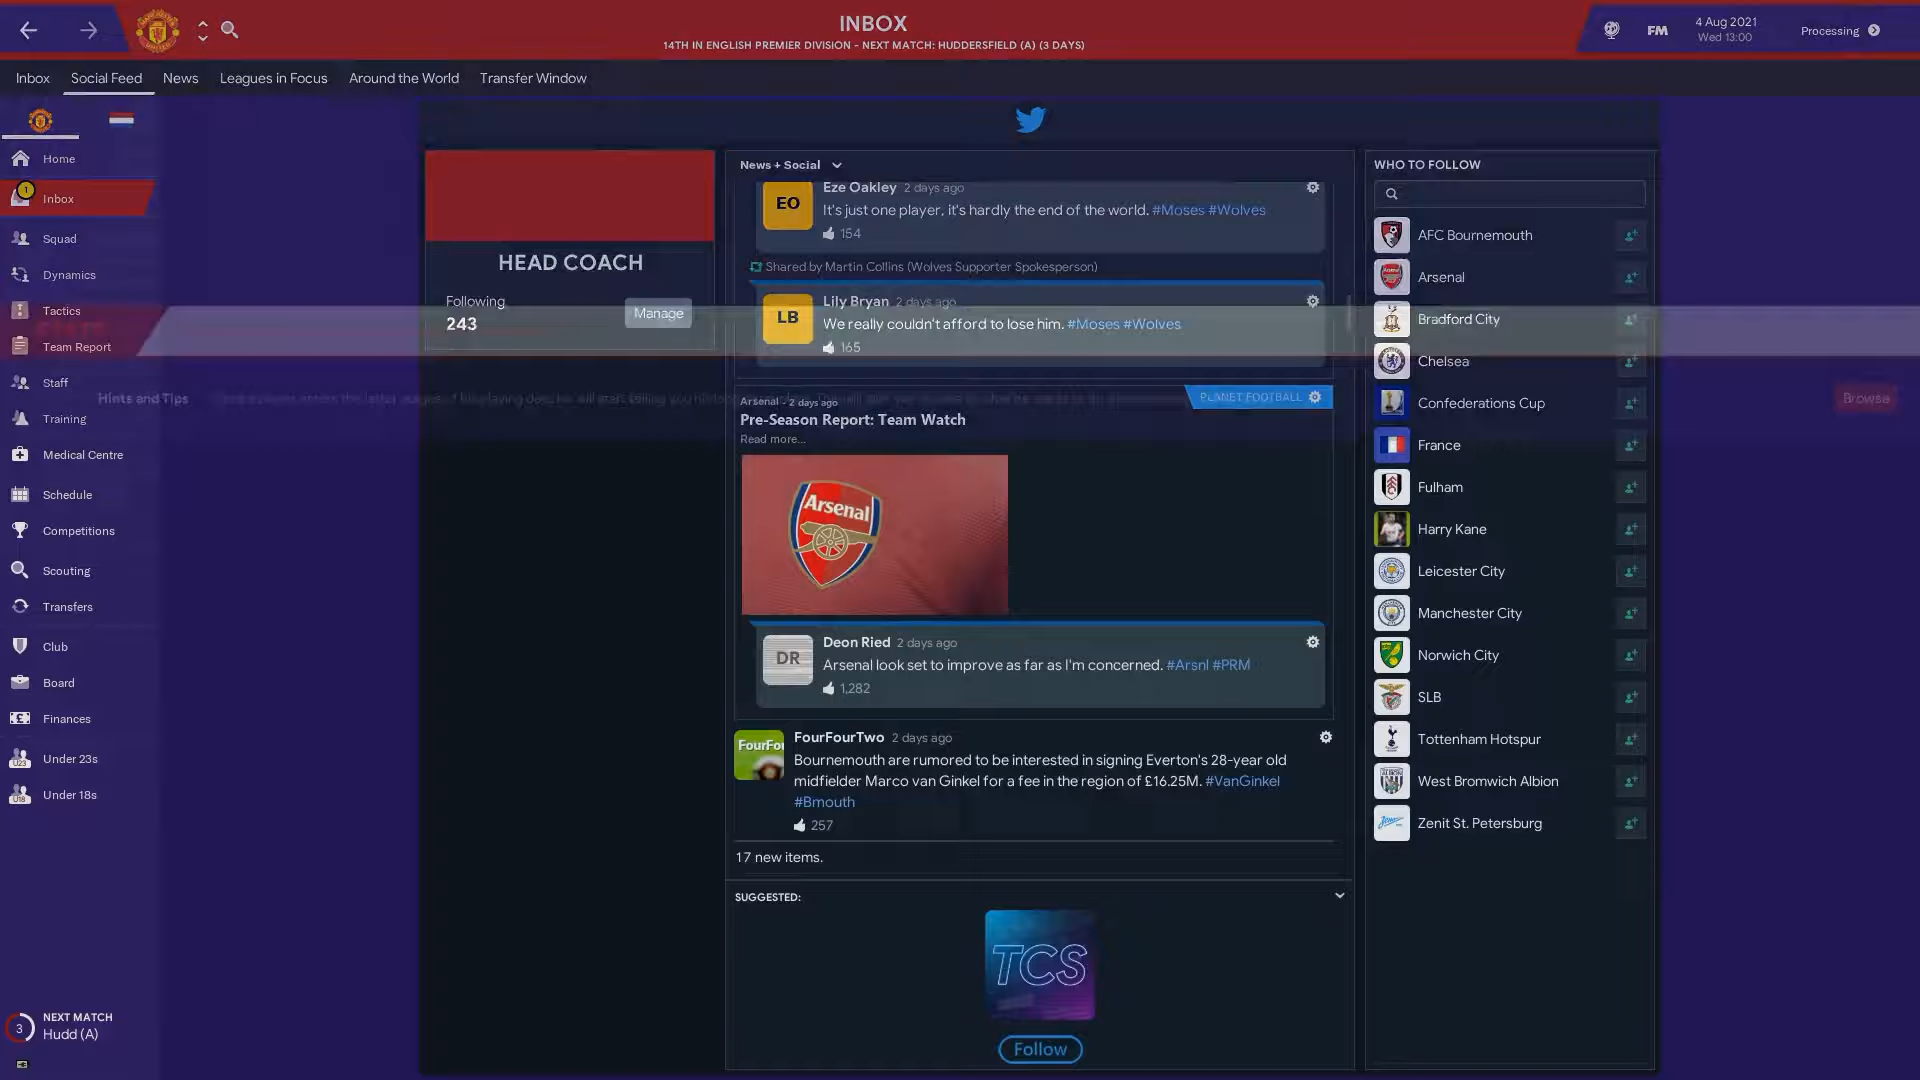 INBOX
14TH IN ENGLISH PREMIER DIVISION - NEXT MATCH: HUDDERSFIELD (A) (3 DAYS)
FM
4 Aug 2021
Wed 13:00
Processing
Inbox
Social Feed
News
Leagues in Focus
Around the World
Transfer Window
Home
1
Inbox
Squad
Dynamics
Tactics
Team Report
Staff
Training
Medical Centre
Schedule
Competitions
Scouting
Transfers
Club
Board
Finances
U23
Under 23s
U18
Under 18s
3
NEXT MATCH
Hudd (A)
Hints and Tips
Browse
HEAD COACH
Following
243
Manage
News + Social
EO
Eze Oakley 2 days ago
It's just one player, it's hardly the end of the world. #Moses #Wolves
154
Shared by Martin Collins (Wolves Supporter Spokesperson)
LB
Lily Bryan 2 days ago
We really couldn't afford to lose him. #Moses #Wolves
165
Arsenal - 2 days ago
PLANET FOOTBALL
Pre-Season Report: Team Watch
Read more...
Arsenal
DR
Deon Ried 2 days ago
Arsenal look set to improve as far as I'm concerned. #Arsnl #PRM
1,282
FourFou
FourFourTwo 2 days ago
Bournemouth are rumored to be interested in signing Everton's 28-year old
midfielder Marco van Ginkel for a fee in the region of £16.25M. #VanGinkel
#Bmouth
257
17 new items.
SUGGESTED:
TCS
Follow
WHO TO FOLLOW
AFC Bournemouth
Arsenal
Bradford City
Chelsea
Confederations Cup
France
Fulham
Harry Kane
Leicester City
Manchester City
Norwich City
SLB
Tottenham Hotspur
West Bromwich Albion
Zenit St. Petersburg